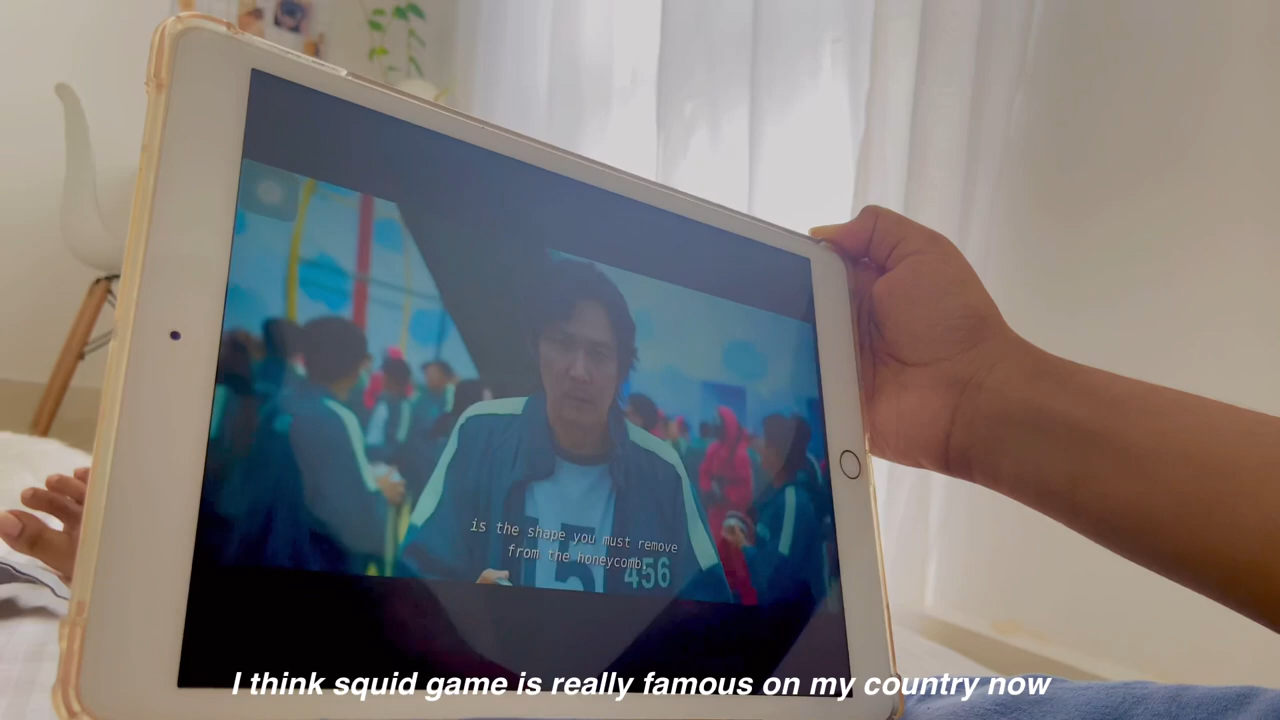 is the shape you must remove
from the honeycomb.
456
I think squid game is really famous on my country now